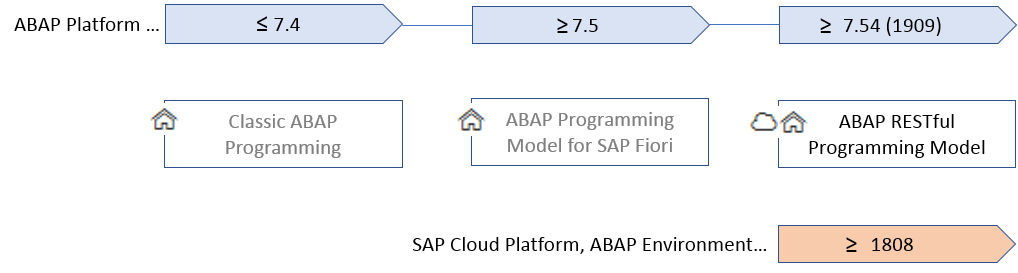 ABAP Platform ... ≤ 7.4 ≥ 7.5 ≥ 7.54 (1909)
Classic ABAP
Programming
ABAP Programming
Model for SAP Fiori
ABAP RESTful
Programming Model
SAP Cloud Platform, ABAP Environment... ≥ 1808